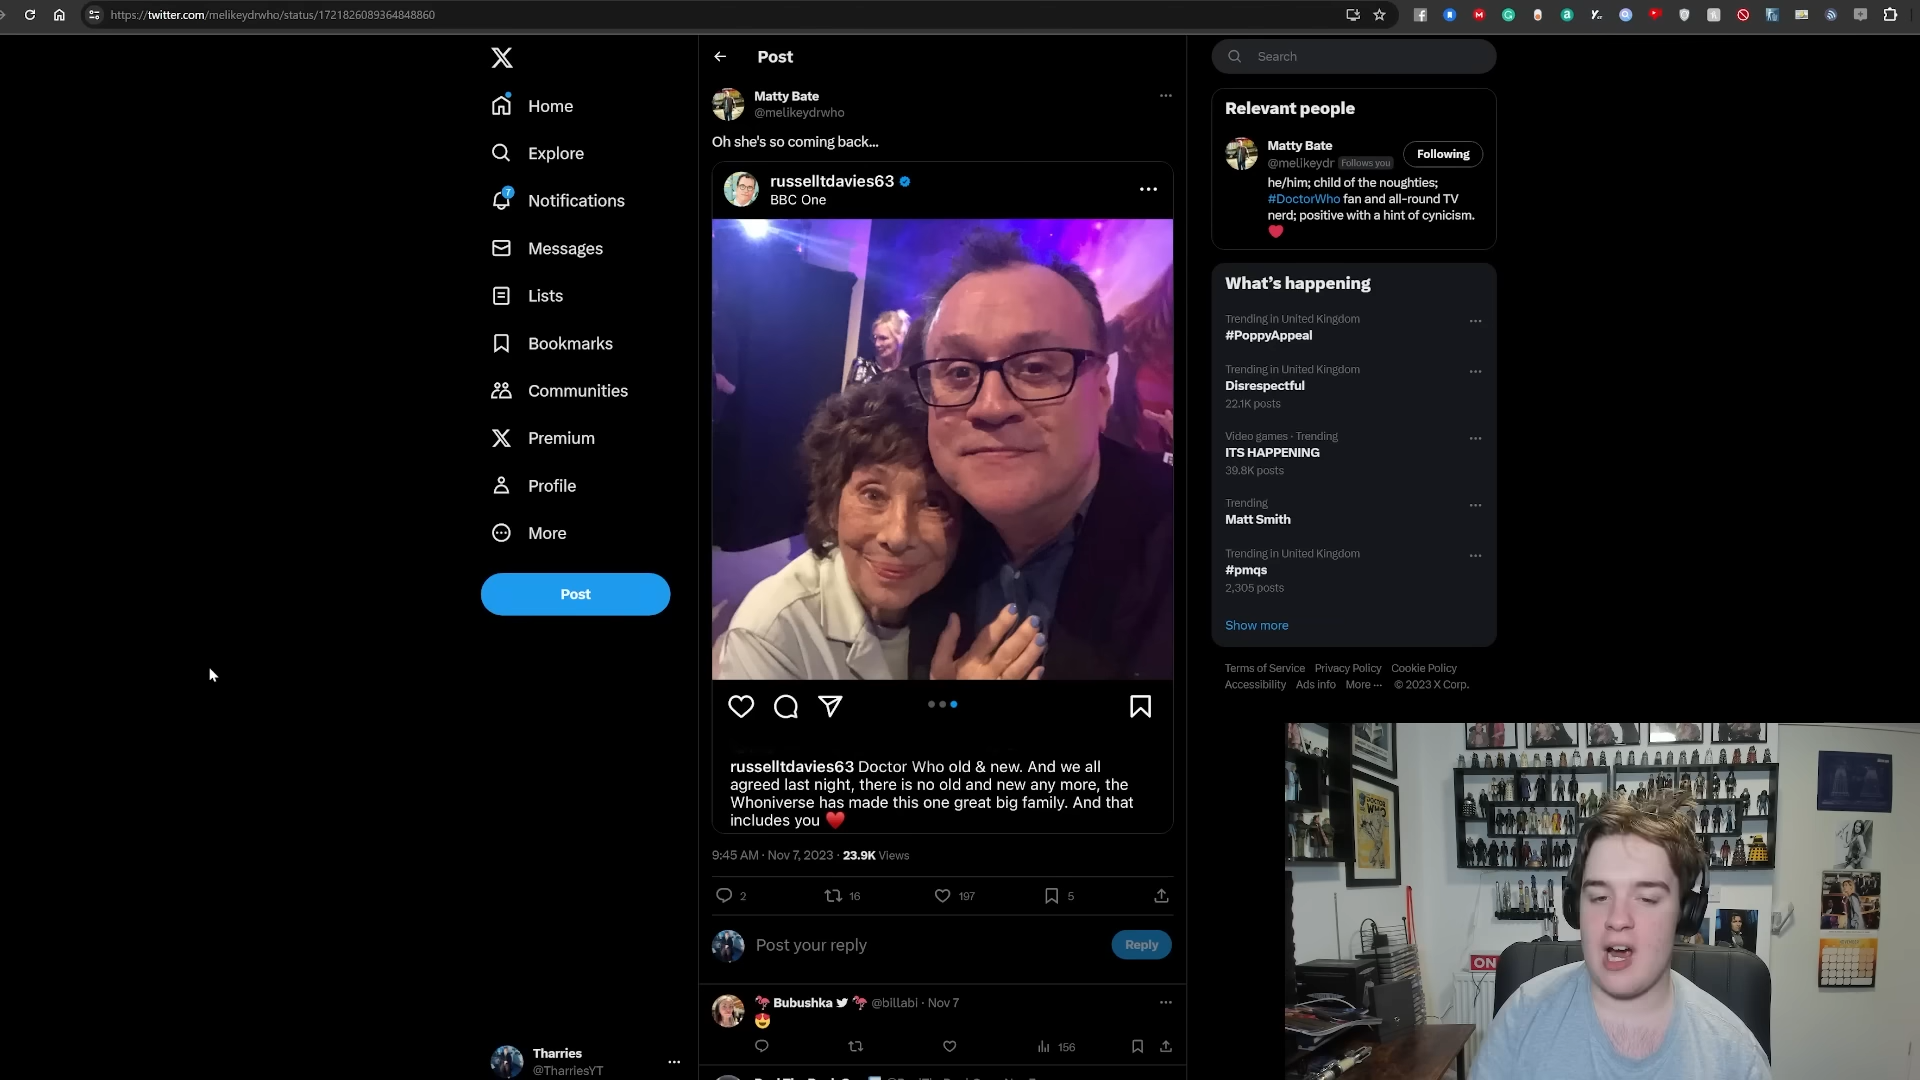 https://twitter.com/melikeydrwho/status/1721826089364848860
Home
Explore
7
Notifications
Messages
Lists
Bookmarks
Communities
Premium
Profile
More
Post
Tharries
@TharriesYT
Post
Matty Bate
@melikeydrwho
Oh she's so coming back...
russelltdavies63
BBC One
russelltdavies63 Doctor Who old & new. And we all
agreed last night, there is no old and new any more, the
Whoniverse has made this one great big family. And that
includes you ❤️
9:45 AM · Nov 7, 2023 · 23.9K Views
2
16
197
5
Post your reply
Reply
Bubushka @billabi · Nov 7
😍
156
Search
Relevant people
Matty Bate
@melikeydr Follows you
Following
he/him; child of the noughties;
#DoctorWho fan and all-round TV
nerd; positive with a hint of cynicism.
❤️
What's happening
Trending in United Kingdom
#PoppyAppeal
Trending in United Kingdom
Disrespectful
22.1K posts
Video games · Trending
ITS HAPPENING
39.8K posts
Trending
Matt Smith
Trending in United Kingdom
#pmqs
2,305 posts
Show more
Terms of Service Privacy Policy Cookie Policy
Accessibility Ads info More ··· © 2023 X Corp.
DOCTOR WHO
ON